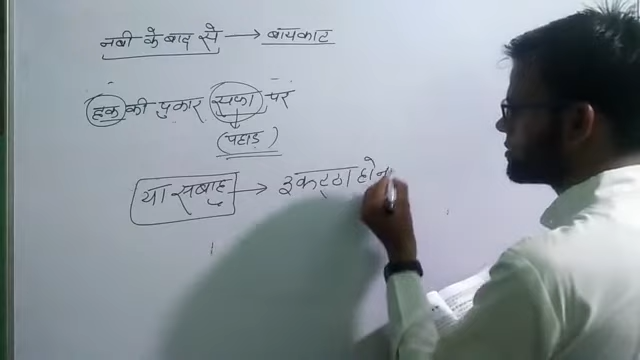 नबी के बाद से → बायकाट
हक की पुकार सफा पर
(पहाड़)
या सबाह → इकट्ठा होना